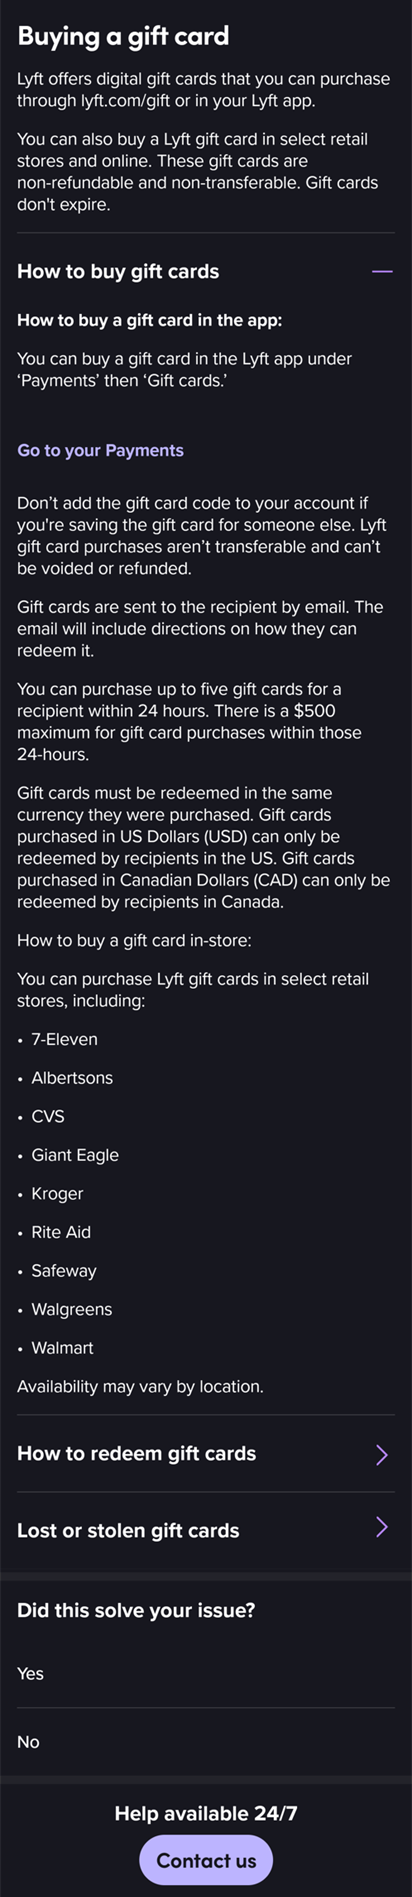 Buying a gift card
Lyft offers digital gift cards that you can purchase
through lyft.com/gift or in your Lyft app.
You can also buy a Lyft gift card in select retail
stores and online. These gift cards are
non-refundable and non-transferable. Gift cards
don't expire.
How to buy gift cards
How to buy a gift card in the app:
You can buy a gift card in the Lyft app under
‘Payments’ then ‘Gift cards.’
Go to your Payments
Don’t add the gift card code to your account if
you're saving the gift card for someone else. Lyft
gift card purchases aren’t transferable and can’t
be voided or refunded.
Gift cards are sent to the recipient by email. The
email will include directions on how they can
redeem it.
You can purchase up to five gift cards for a
recipient within 24 hours. There is a $500
maximum for gift card purchases within those
24-hours.
Gift cards must be redeemed in the same
currency they were purchased. Gift cards
purchased in US Dollars (USD) can only be
redeemed by recipients in the US. Gift cards
purchased in Canadian Dollars (CAD) can only be
redeemed by recipients in Canada.
How to buy a gift card in-store:
You can purchase Lyft gift cards in select retail
stores, including:
• 7-Eleven
• Albertsons
• CVS
• Giant Eagle
• Kroger
• Rite Aid
• Safeway
• Walgreens
• Walmart
Availability may vary by location.
How to redeem gift cards
Lost or stolen gift cards
Did this solve your issue?
Yes
No
Help available 24/7
Contact us